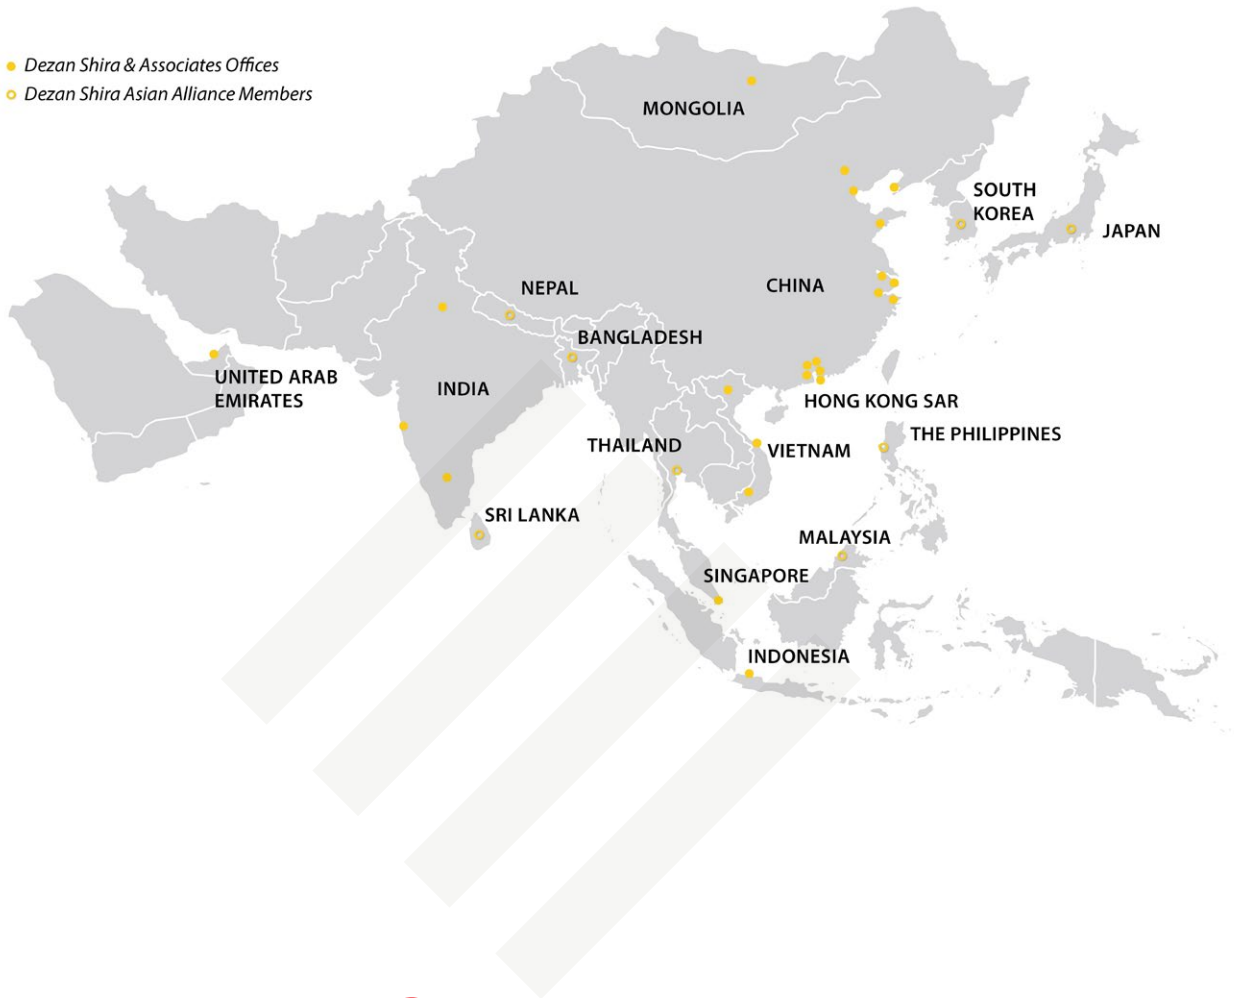 Dezan Shira & Associates Offices
Dezan Shira Asian Alliance Members
MONGOLIA
SOUTH
KOREA
JAPAN
NEPAL
CHINA
BANGLADESH
UNITED ARAB
EMIRATES
INDIA
HONG KONG SAR
THE PHILIPPINES
THAILAND
VIETNAM
SRI LANKA
MALAYSIA
SINGAPORE
INDONESIA